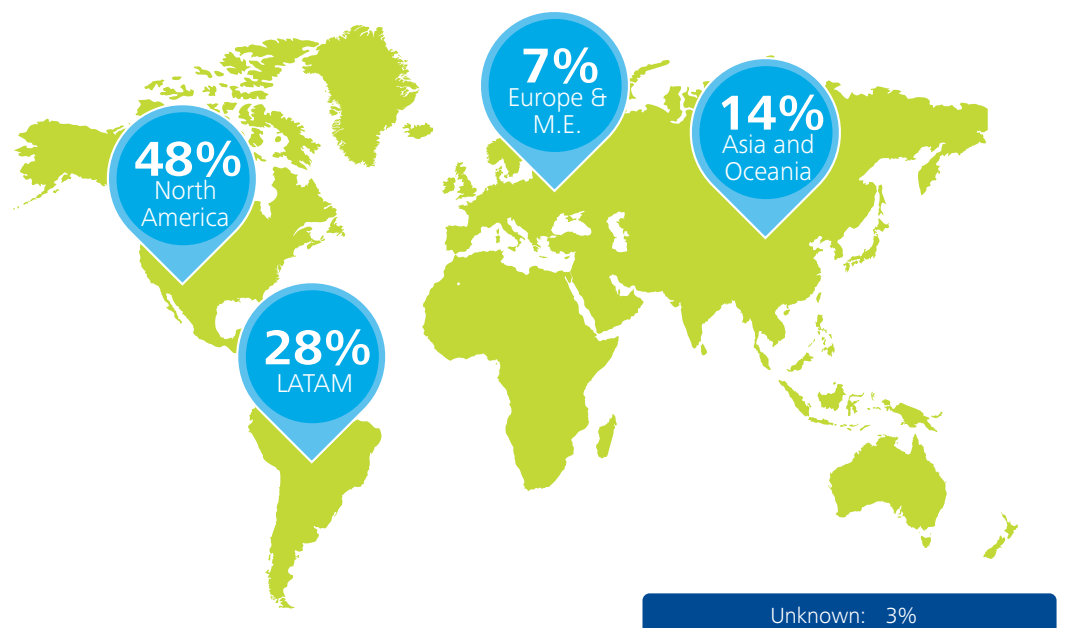 7%
Europe &
M.E.
14%
Asia and
Oceania
48%
North
America
28%
LATAM
Unknown: 3%